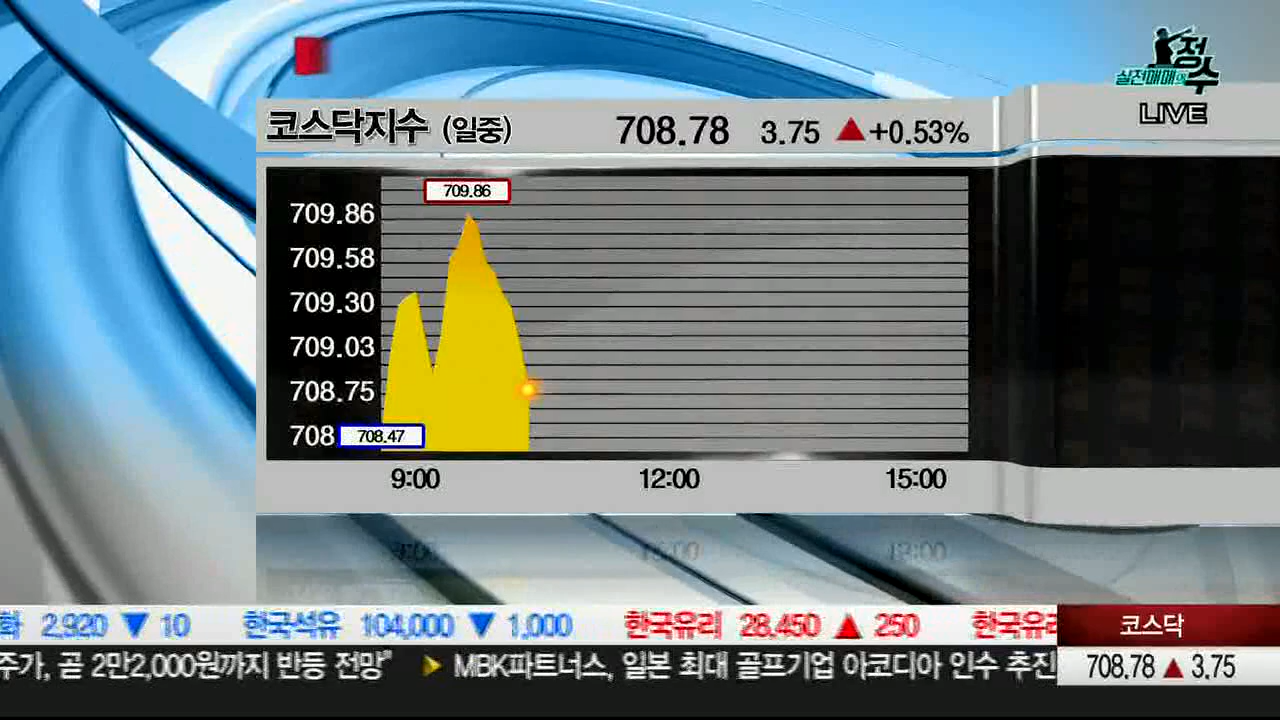 정수
실전매매의
LIVE
코스닥지수 (일중) 708.78 3.75 ▲+0.53%
709.86
709.86
709.58
709.30
709.03
708.75
708
708.47
9:00 12:00 15:00
화 2,920 ▼ 10 한국석유 104,000 ▼ 1,000 한국유리 28,450 ▲ 250 한국유리
코스닥
주가, 곧 2만2,000원까지 반등 전망" ▶ MBK파트너스, 일본 최대 골프기업 아코디아 인수 추진
708.78 ▲ 3.75